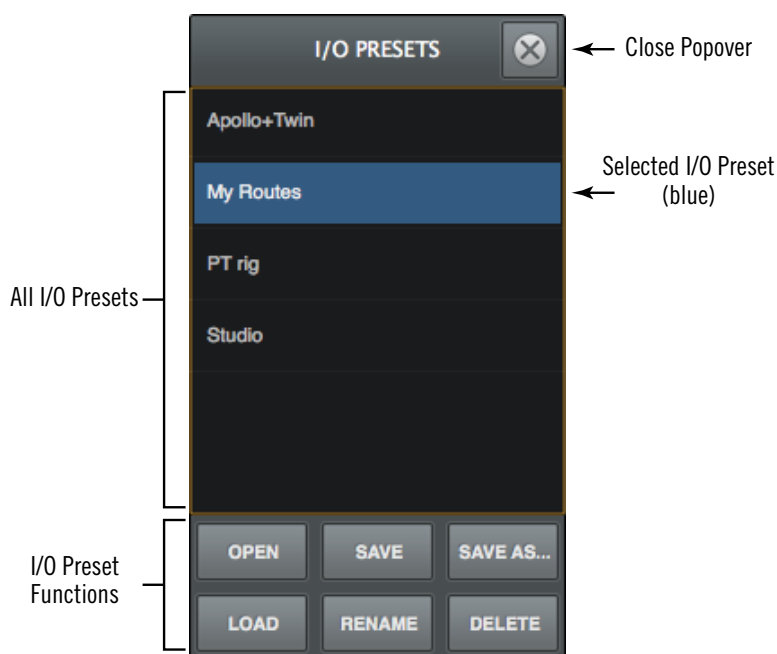 I/O PRESETS
Close Popover
Apollo+Twin
My Routes
Selected I/O Preset
(blue)
PT rig
All I/O Presets
Studio
I/O Preset
Functions
OPEN
SAVE
SAVE AS...
LOAD
RENAME
DELETE